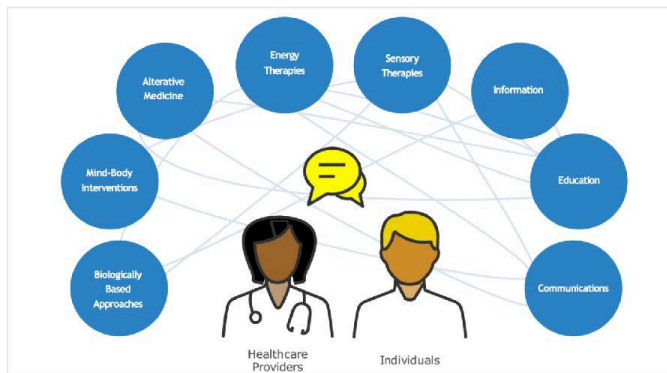 Energy
Therapies
Sensory
Therapies
Alterative
Medicine
Information
Mind-Body
Interventions
Education
Biologically
Based
Approaches
Communications
Healthcare
Providers
Individuals